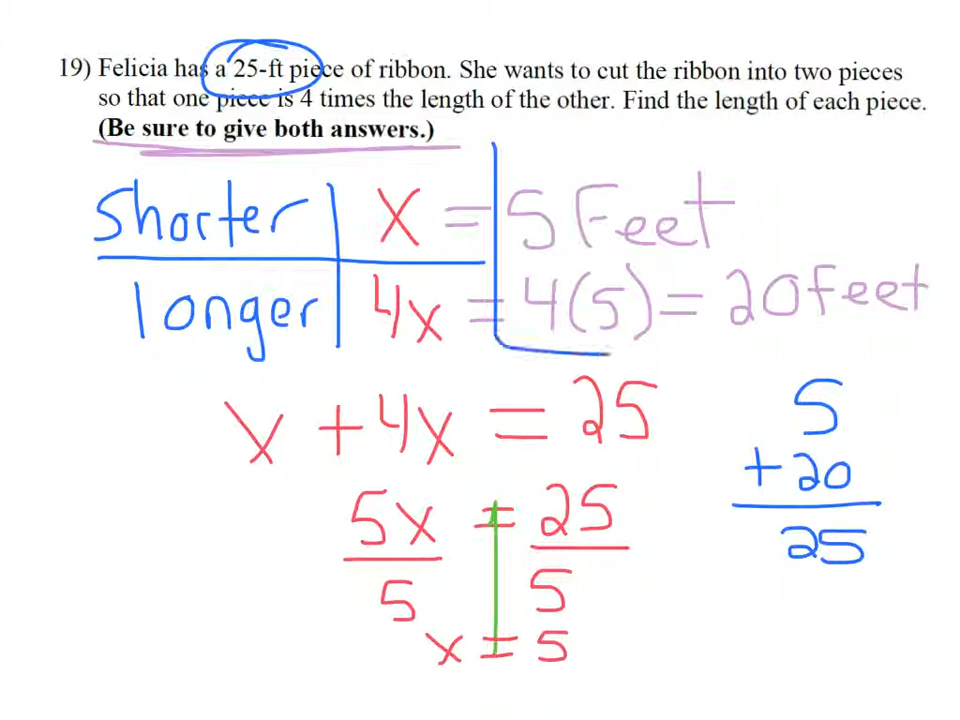 19) Felicia has a 25-ft piece of ribbon. She wants to cut the ribbon into two pieces
so that one piece is 4 times the length of the other. Find the length of each piece.
(Be sure to give both answers.)
Shorter x = 5 Feet
longer 4x = 4(5) = 20 feet
x + 4x = 25
5x = 25
5 5
x = 5
5
+ 20
25